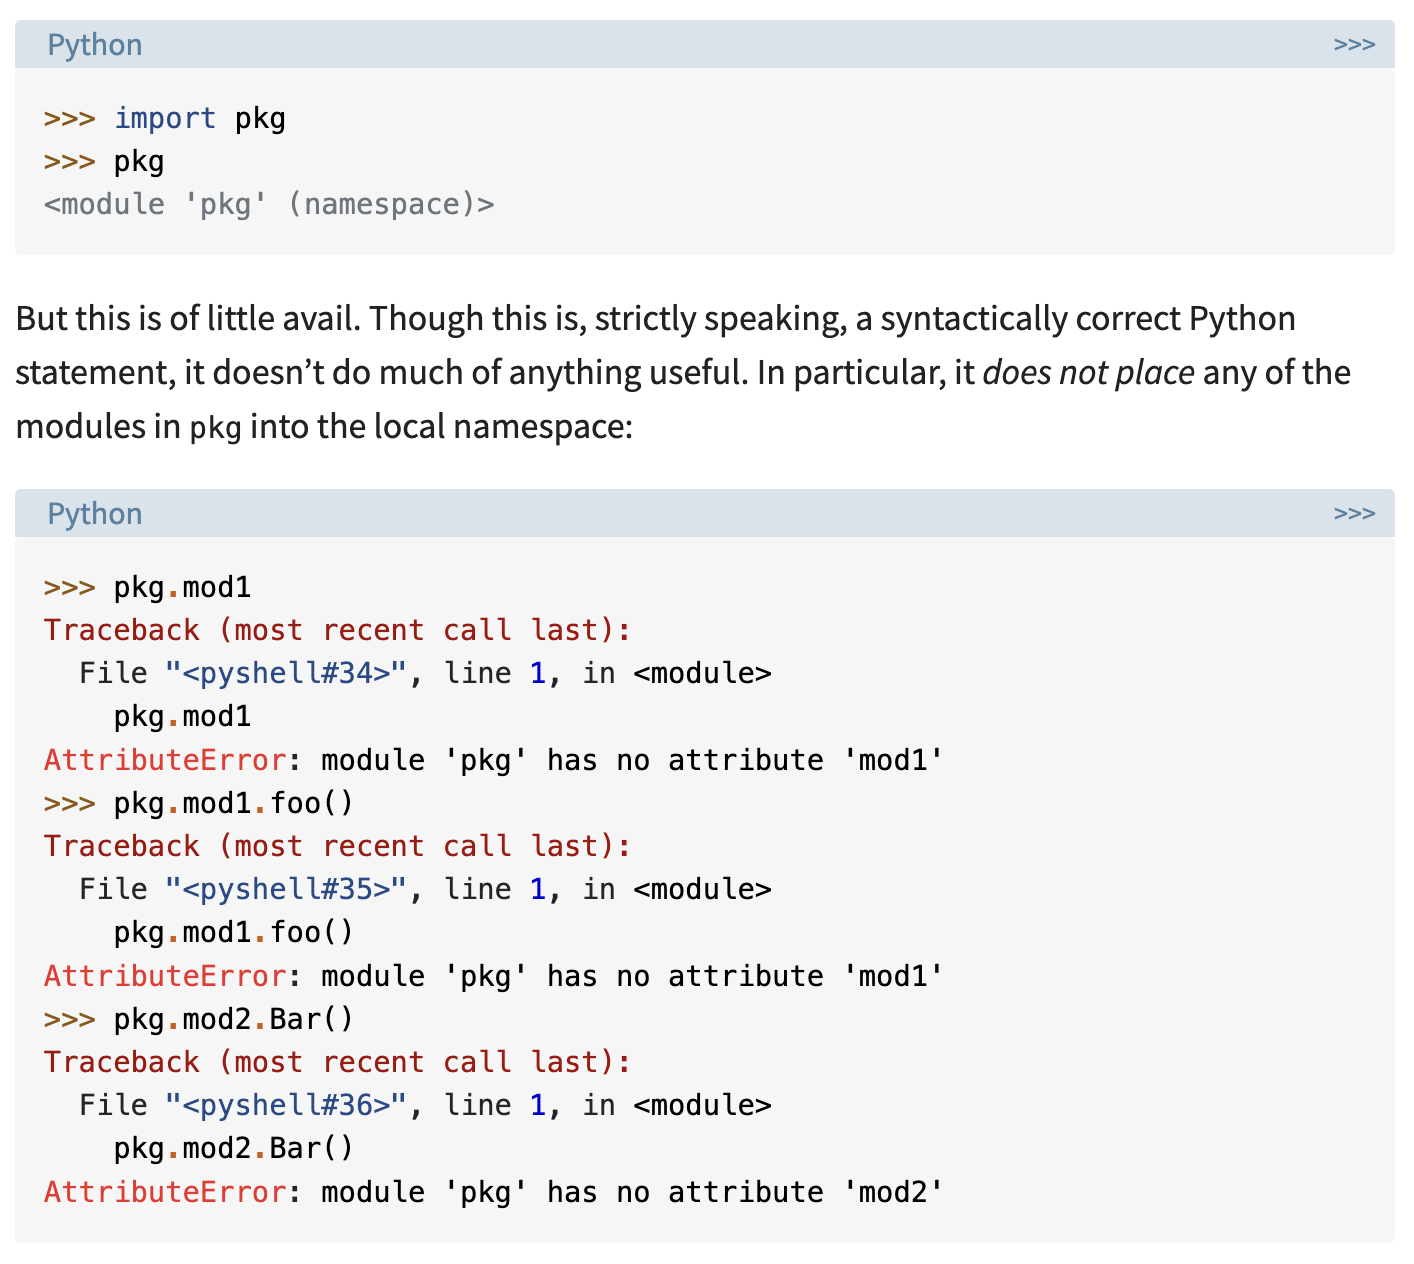 Python >>>
>>> import pkg
>>> pkg
<module 'pkg' (namespace)>
But this is of little avail. Though this is, strictly speaking, a syntactically correct Python
statement, it doesn’t do much of anything useful. In particular, it does not place any of the
modules in pkg into the local namespace:
Python >>>
>>> pkg.mod1
Traceback (most recent call last):
  File "<pyshell#34>", line 1, in <module>
    pkg.mod1
AttributeError: module 'pkg' has no attribute 'mod1'
>>> pkg.mod1.foo()
Traceback (most recent call last):
  File "<pyshell#35>", line 1, in <module>
    pkg.mod1.foo()
AttributeError: module 'pkg' has no attribute 'mod1'
>>> pkg.mod2.Bar()
Traceback (most recent call last):
  File "<pyshell#36>", line 1, in <module>
    pkg.mod2.Bar()
AttributeError: module 'pkg' has no attribute 'mod2'